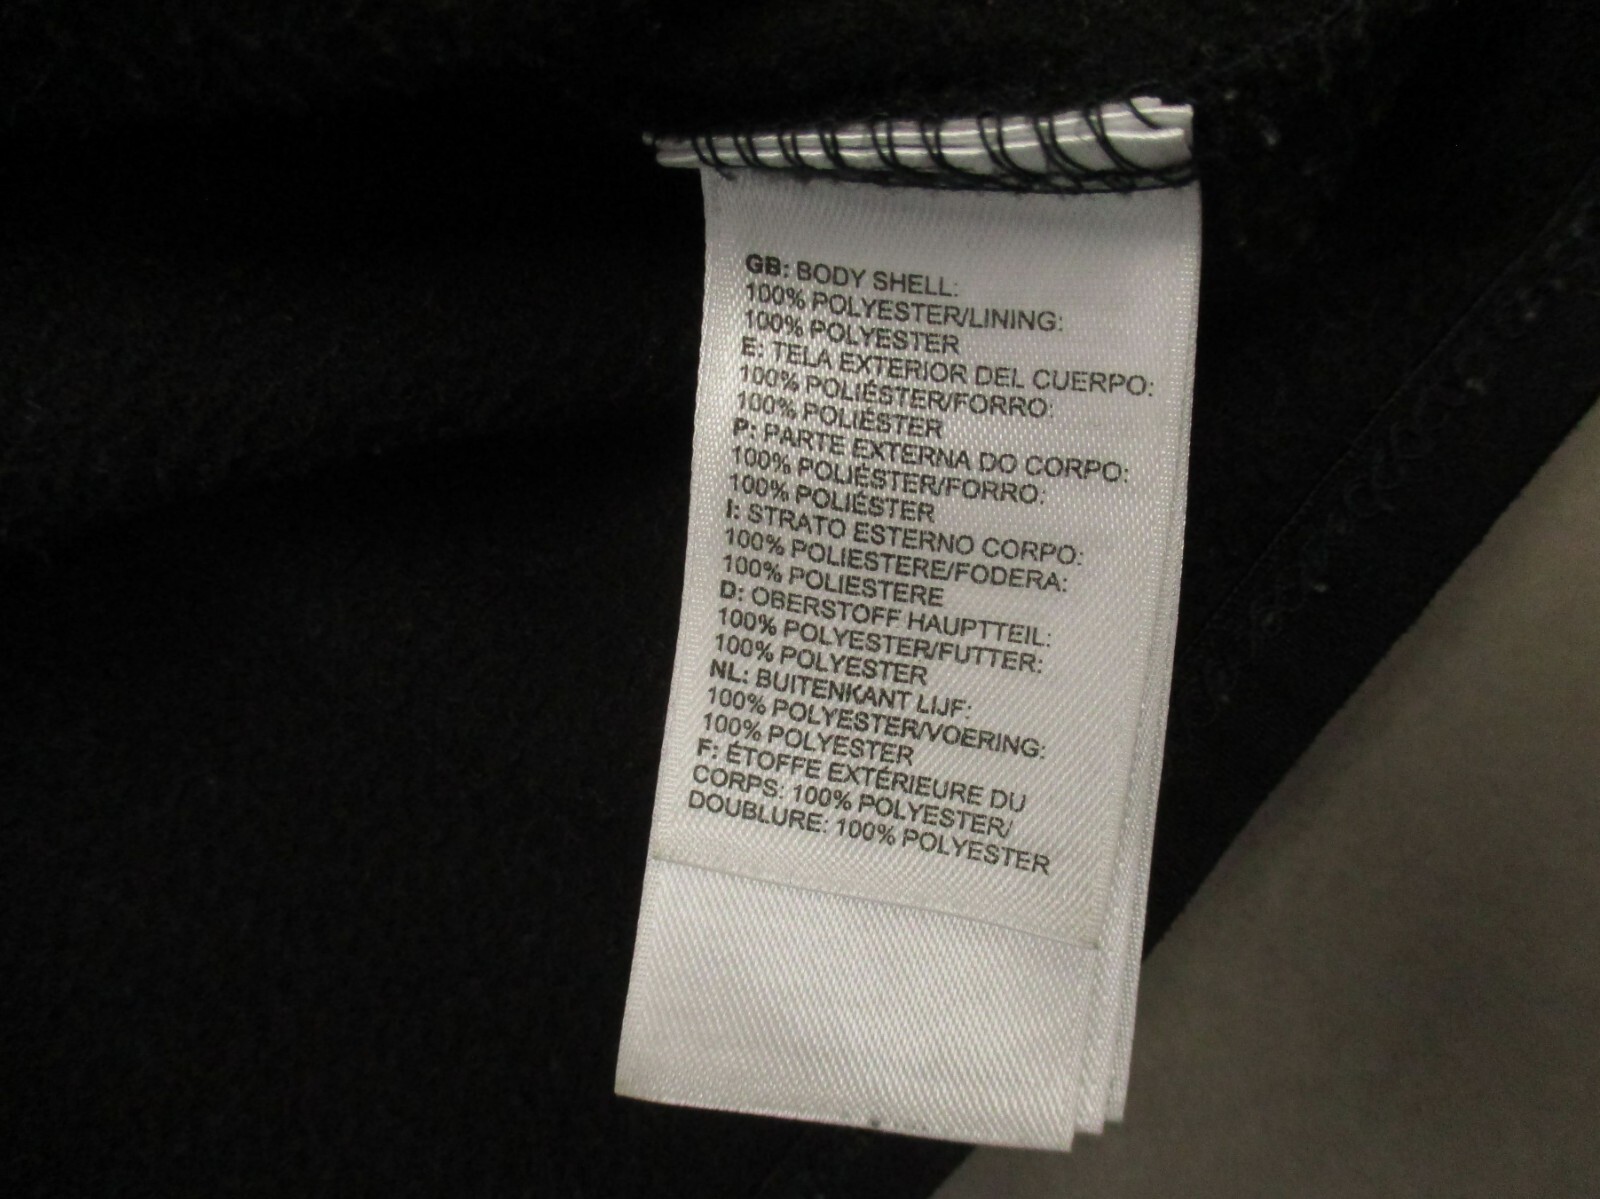 GB: BODY SHELL:
100% POLYESTER/LINING:
100% POLYESTER
E: TELA EXTERIOR DEL CUERPO:
100% POLIÉSTER/FORRO:
100% POLIÉSTER
P: PARTE EXTERNA DO CORPO:
100% POLIÉSTER/FORRO:
100% POLIÉSTER
I: STRATO ESTERNO CORPO:
100% POLIESTERE/FODERA:
100% POLIESTERE
D: OBERSTOFF HAUPTTEIL:
100% POLYESTER/FUTTER:
100% POLYESTER
NL: BUITENKANT LIJF:
100% POLYESTER/VOERING:
100% POLYESTER
F: ÉTOFFE EXTÉRIEURE DU
CORPS: 100% POLYESTER/
DOUBLURE: 100% POLYESTER